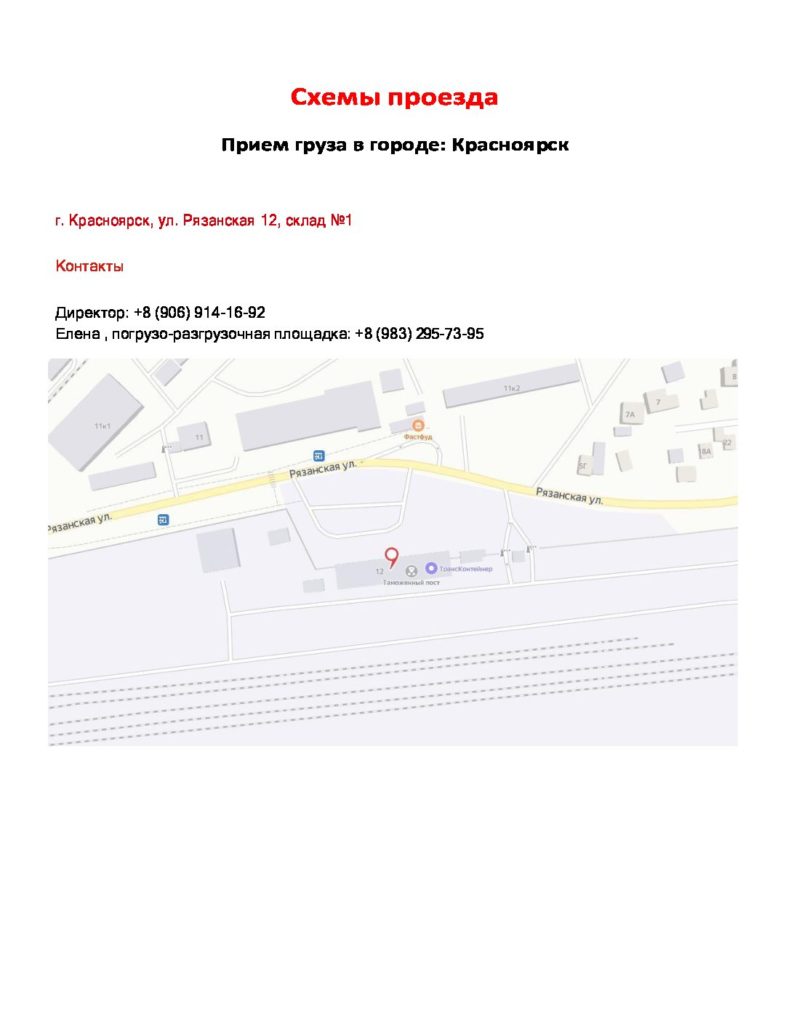 Схемы проезда
Прием груза в городе: Красноярск
г. Красноярск, ул. Рязанская 12, склад №1
Контакты
Директор: +8 (906) 914-16-92
Елена , погрузо-разгрузочная площадка: +8 (983) 295-73-95
11к2
8
7
7А
11к1
11
Фастфуд
22
8А
Рязанская ул.
5Г
Рязанская ул.
Рязанская ул.
12
ТрансКонтейнер
Таможенный пост